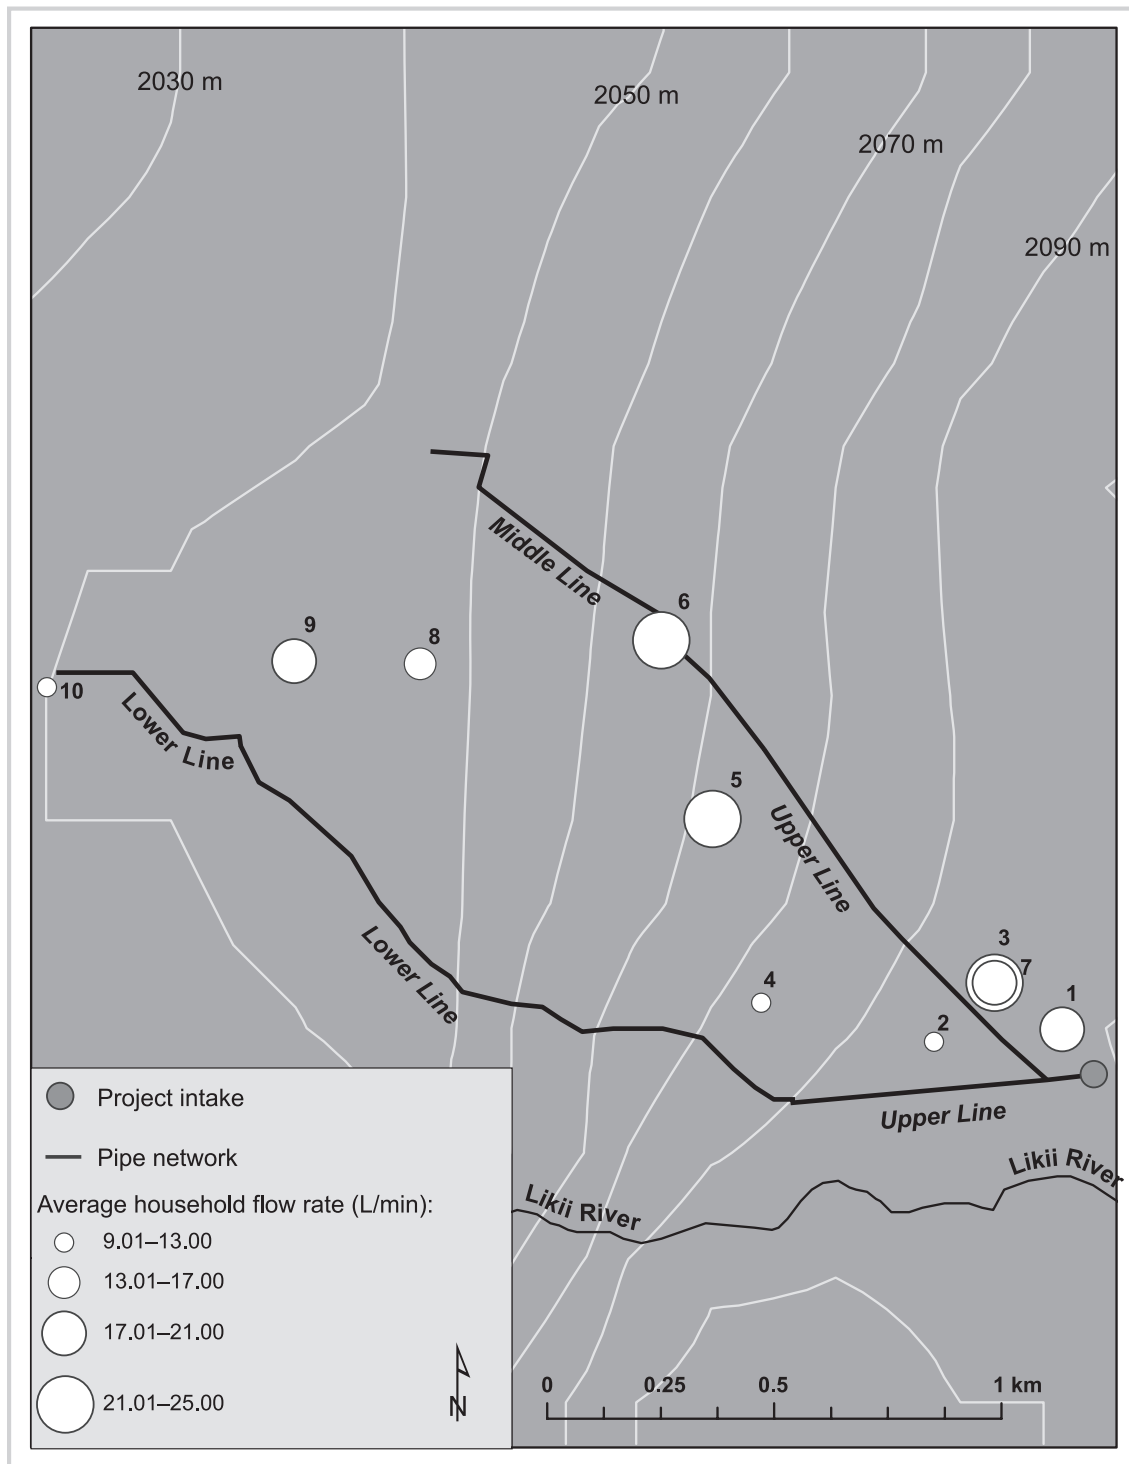 2030 m
2050 m
2070 m
2090 m
Middle Line
6
9
8
10
Lower Line
5
Upper Line
Lower Line
3
7
4
1
2
Upper Line
Project intake
Pipe network
Average household flow rate (L/min):
9.01–13.00
13.01–17.00
17.01–21.00
21.01–25.00
N
Likii River
Likii River
0 0.25 0.5 1 km